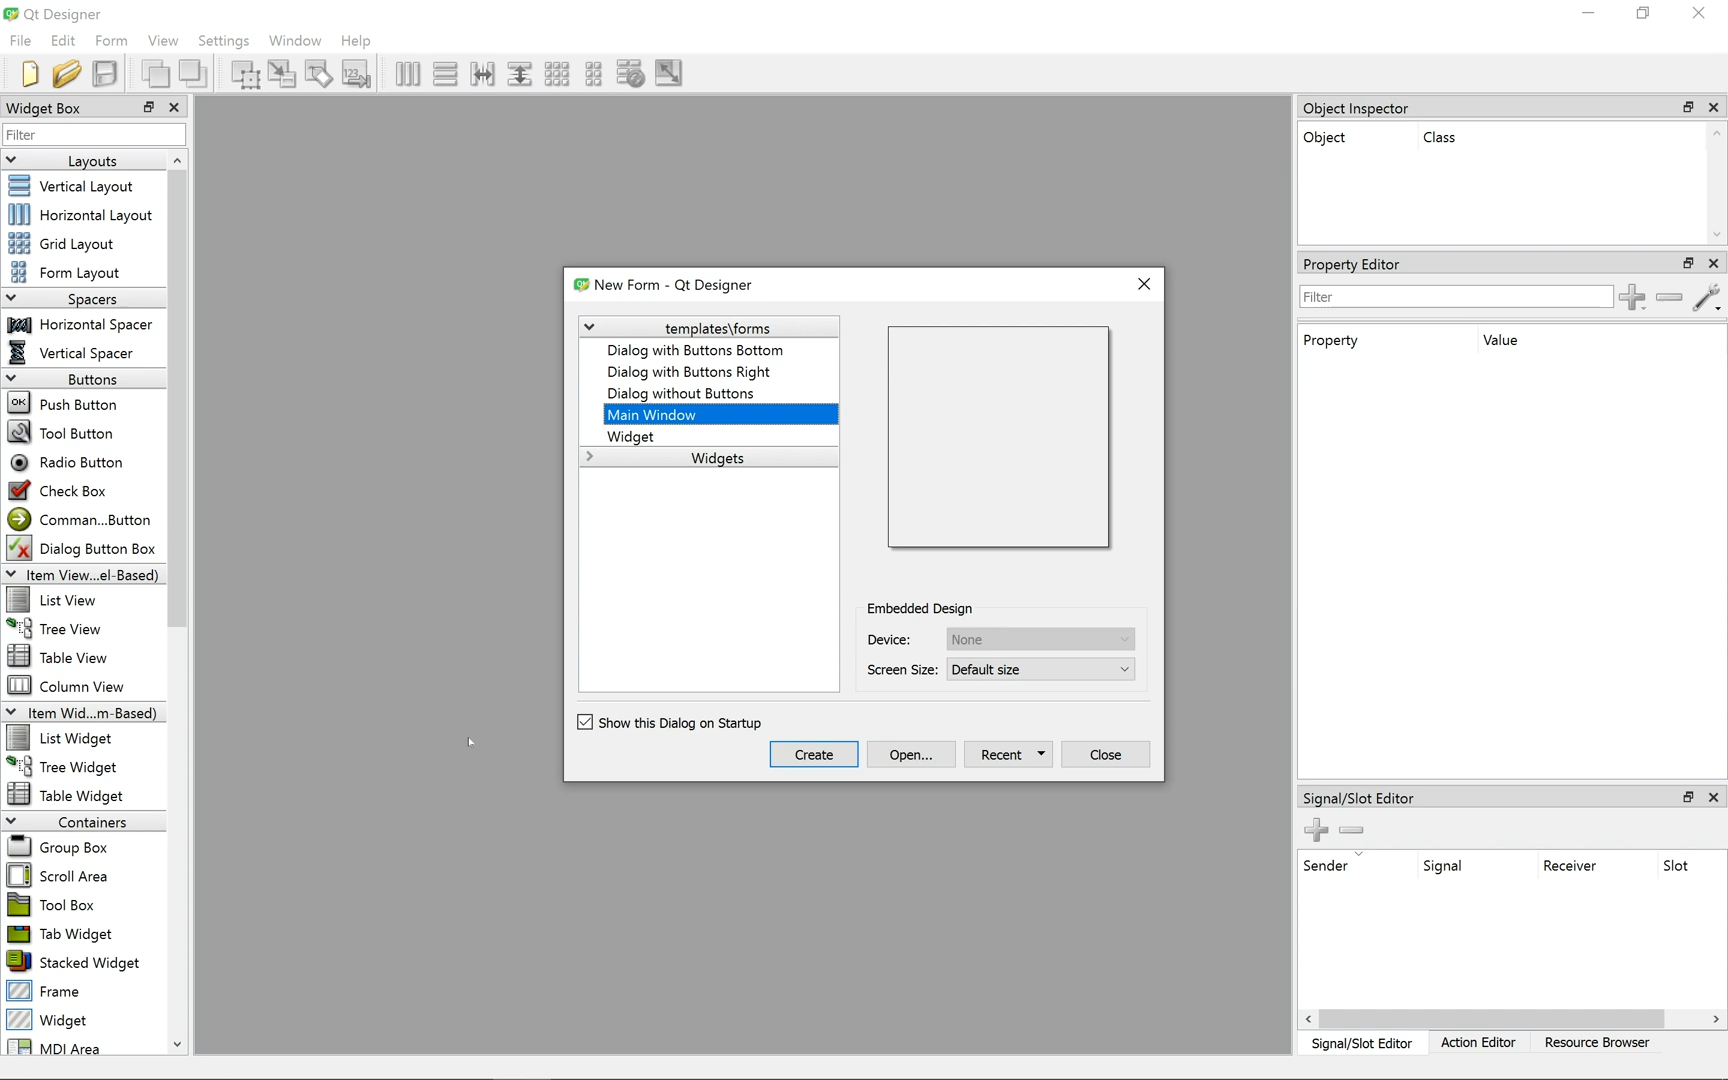 Qt Designer
File Edit Form View Settings Window Help
Widget Box
Filter
Layouts
Vertical Layout
Horizontal Layout
Grid Layout
Form Layout
Spacers
Horizontal Spacer
Vertical Spacer
Buttons
OK Push Button
Tool Button
Radio Button
Check Box
Comman...Button
Dialog Button Box
Item View...el-Based)
List View
Tree View
Table View
Column View
Item Wid...m-Based)
List Widget
Tree Widget
Table Widget
Containers
Group Box
Scroll Area
Tool Box
Tab Widget
Stacked Widget
Frame
Widget
MDI Area
New Form - Qt Designer
templates\forms
Dialog with Buttons Bottom
Dialog with Buttons Right
Dialog without Buttons
Main Window
Widget
Widgets
Embedded Design
Device: None
Screen Size: Default size
Show this Dialog on Startup
Create Open... Recent Close
Object Inspector
Object Class
Property Editor
Filter
Property Value
Signal/Slot Editor
Sender Signal Receiver Slot
Signal/Slot Editor Action Editor Resource Browser